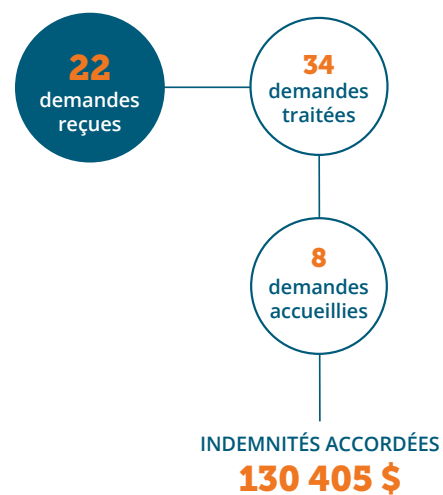 22
demandes
reçues
34
demandes
traitées
8
demandes
accueillies
INDEMNITÉS ACCORDÉES
130 405 $